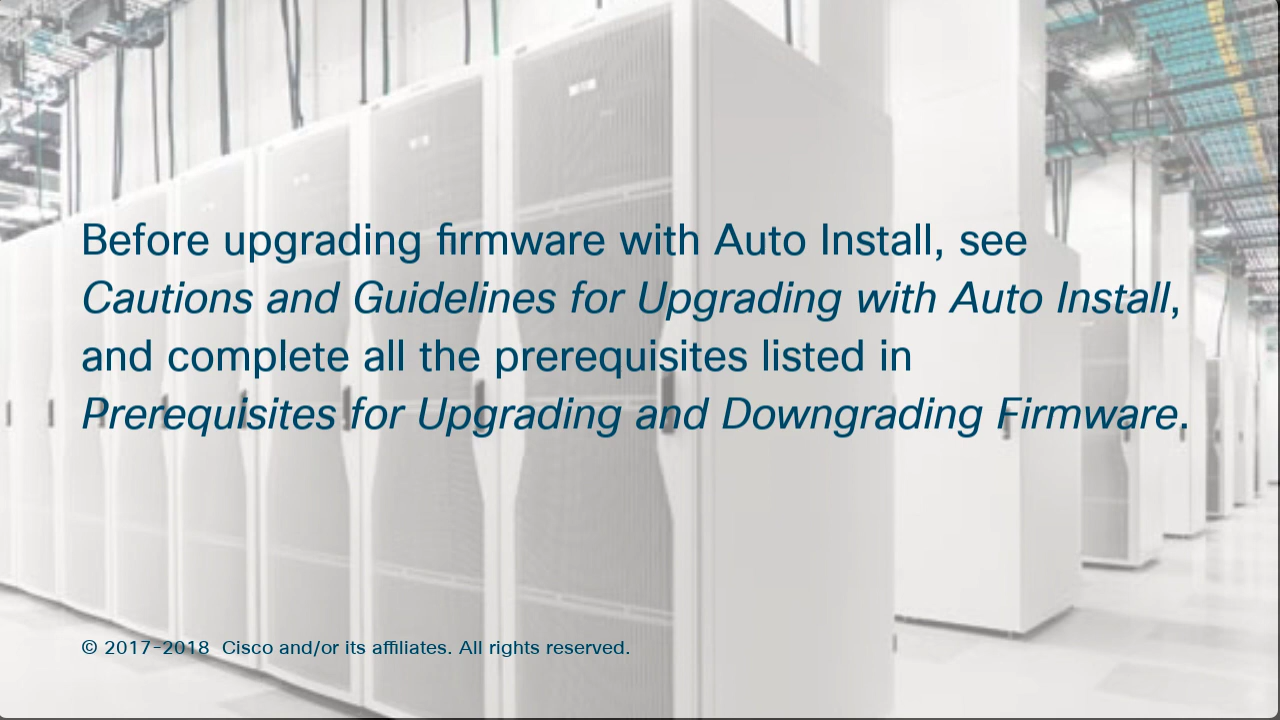 Before upgrading firmware with Auto Install, see
Cautions and Guidelines for Upgrading with Auto Install,
and complete all the prerequisites listed in
Prerequisites for Upgrading and Downgrading Firmware.
© 2017-2018 Cisco and/or its affiliates. All rights reserved.